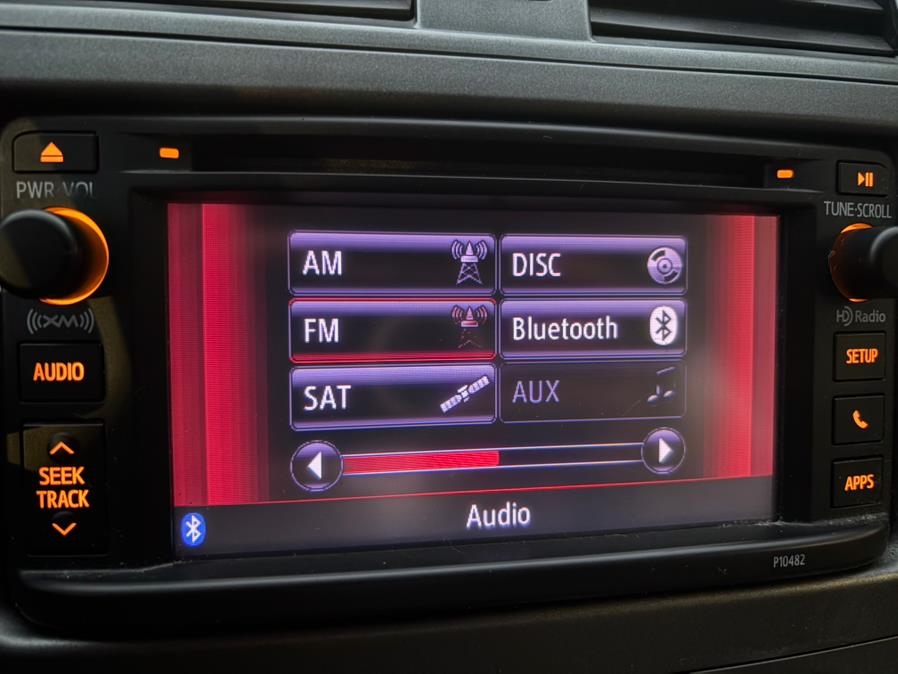 PWR·VOL
TUNE·SCROLL
((XM))
HD Radio
AUDIO
SEEK
TRACK
SETUP
APPS
AM
DISC
FM
Bluetooth
SAT
AUX
Audio
P10482